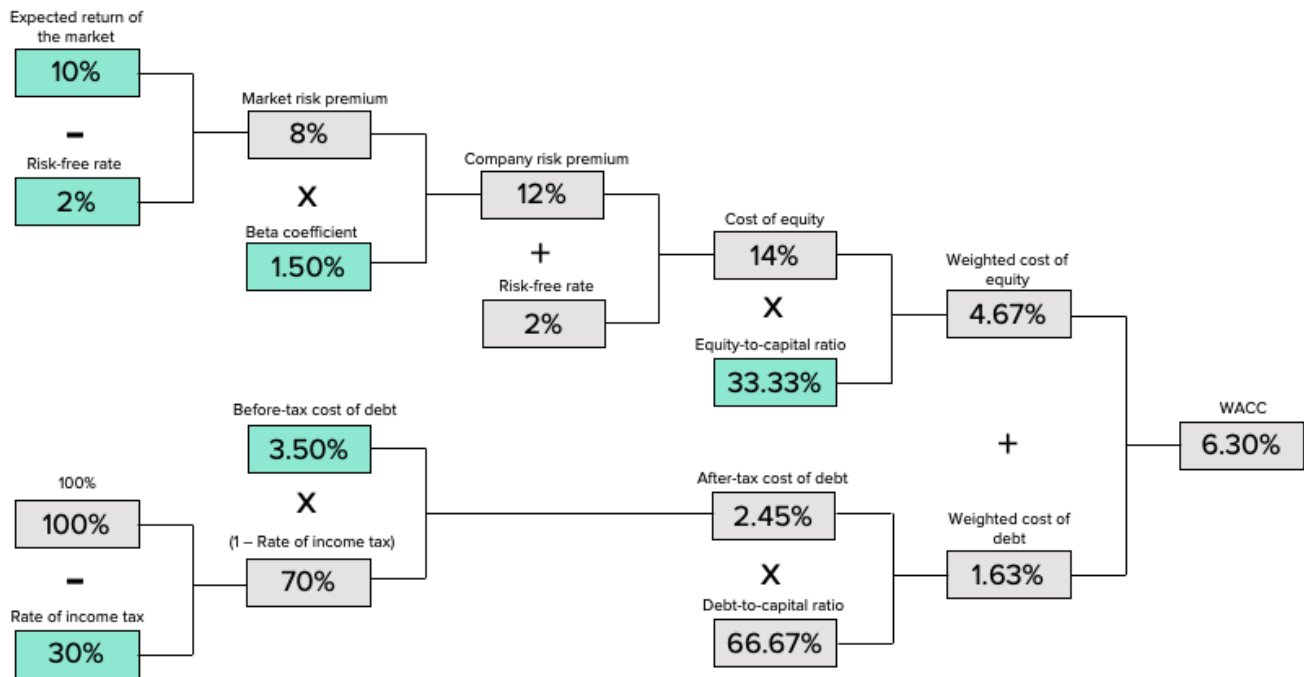 Expected return of
the market
10%
-
Risk-free rate
2%
Market risk premium
8%
x
Beta coefficient
1.50%
Company risk premium
12%
+
Risk-free rate
2%
Cost of equity
14%
x
Equity-to-capital ratio
33.33%
Weighted cost of
equity
4.67%
Before-tax cost of debt
3.50%
x
(1 – Rate of income tax)
70%
100%
100%
-
Rate of income tax
30%
After-tax cost of debt
2.45%
x
Debt-to-capital ratio
66.67%
+
Weighted cost of
debt
1.63%
WACC
6.30%